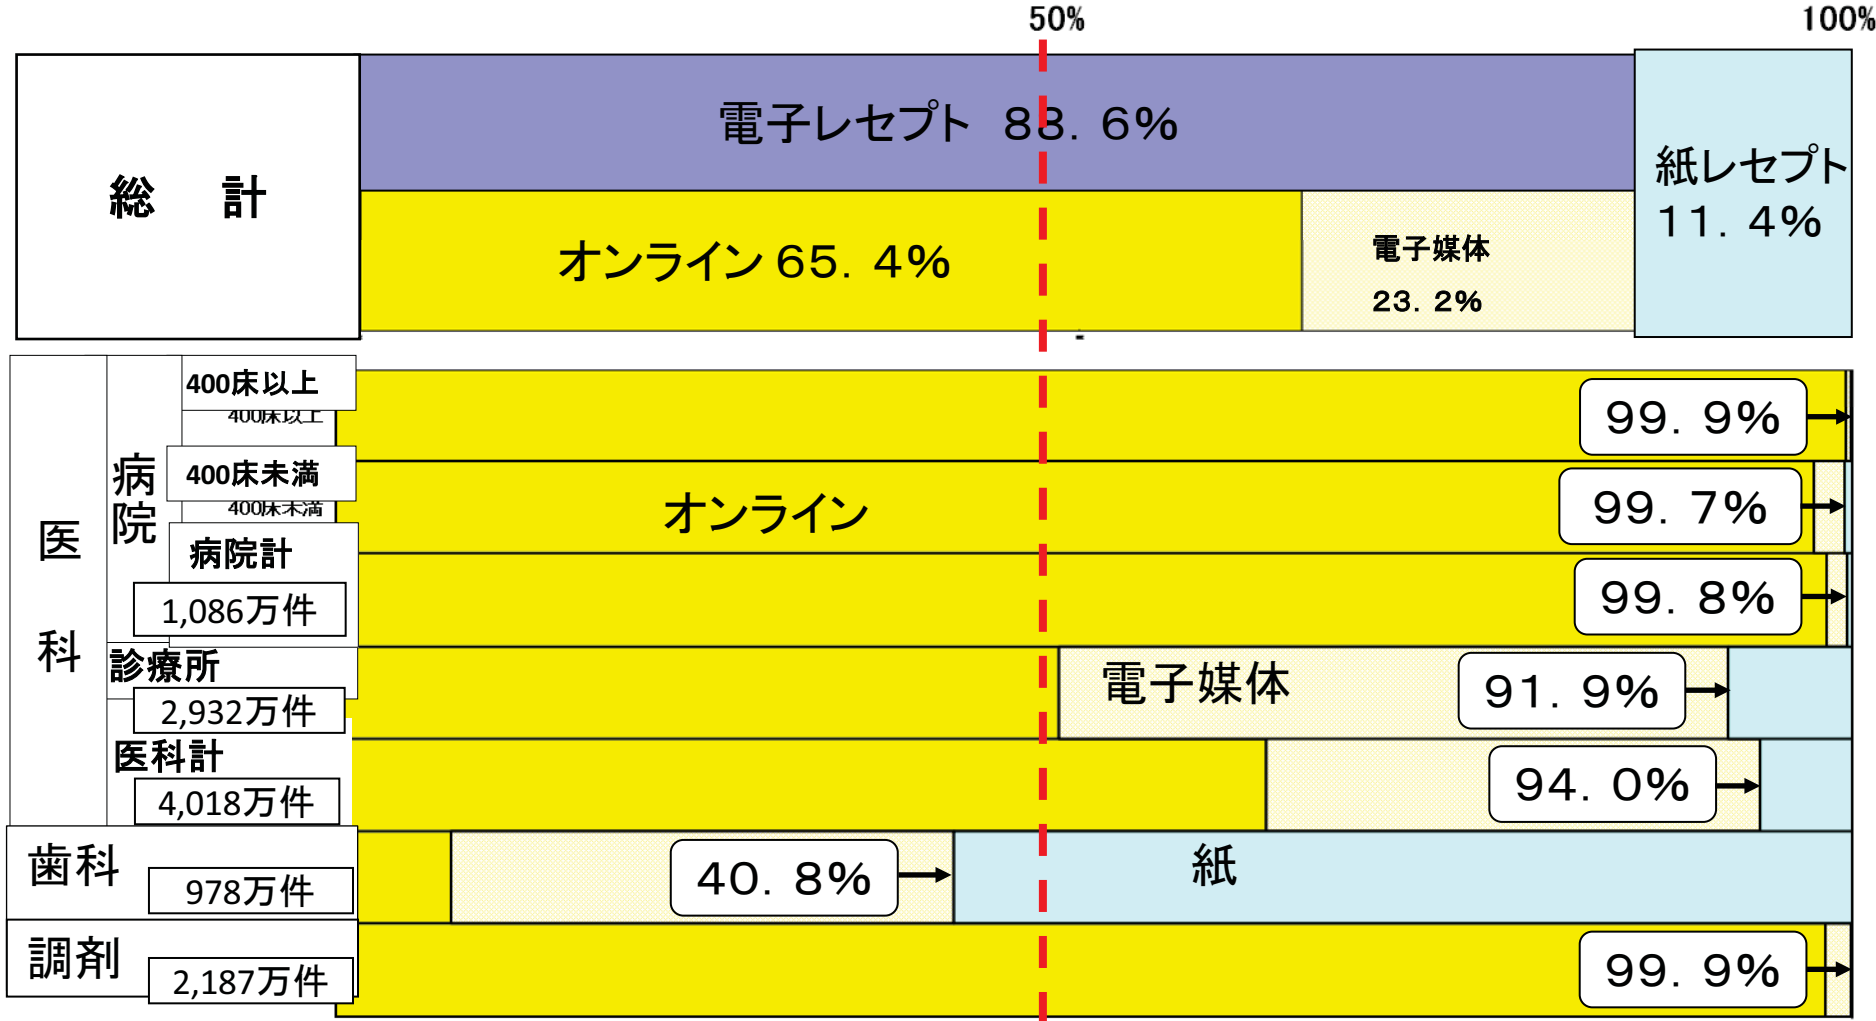 50%
100%
総 計
電子レセプト 88.6%
紙レセプト
11.4%
オンライン 65.4%
電子媒体
23.2%
医科
病院
400床以上
400床以上
99.9%
400床未満
400床未満
オンライン
99.7%
病院計
1,086万件
99.8%
診療所
2,932万件
電子媒体
91.9%
医科計
4,018万件
94.0%
歯科
978万件
40.8%
紙
調剤
2,187万件
99.9%